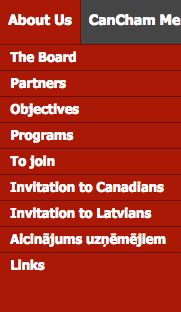 About Us CanCham Me
The Board
Partners
Objectives
Programs
To join
Invitation to Canadians
Invitation to Latvians
Aicinājums uzņēmējiem
Links